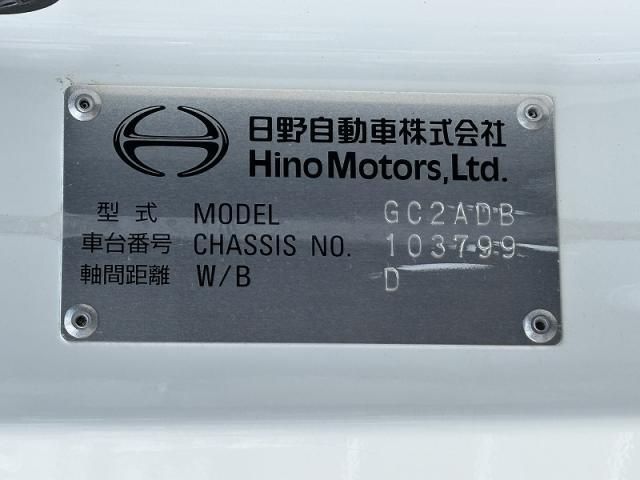 日野自動車株式会社
Hino Motors, Ltd.
型式 MODEL GC2ADB
車台番号 CHASSIS NO. 103799
軸間距離 W/B D